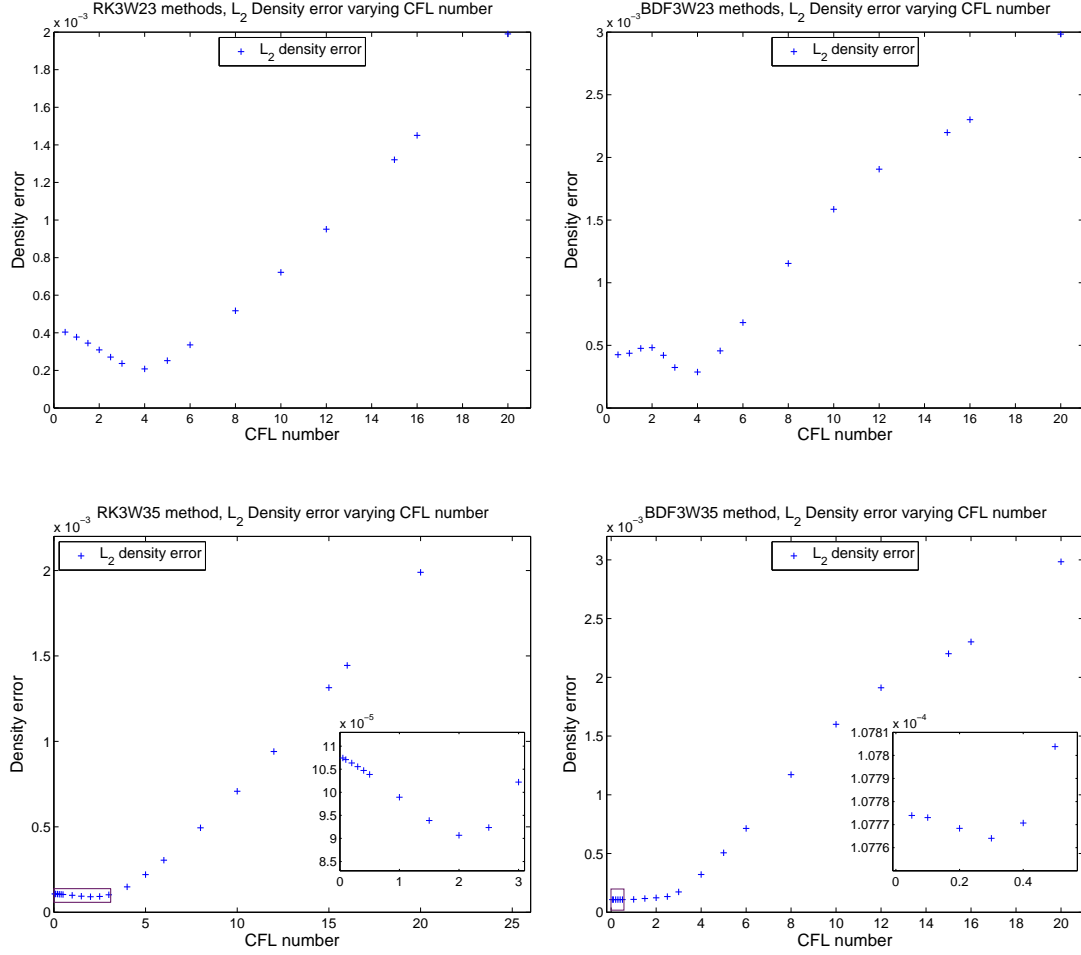 RK3W23 methods, L2 Density error varying CFL number
x 10−3
L2 density error
2
1.8
1.6
1.4
1.2
1
0.8
0.6
0.4
0.2
0
0 2 4 6 8 10 12 14 16 18 20
Density error
CFL number
BDF3W23 methods, L2 Density error varying CFL number
x 10−3
L2 density error
3
2.5
2
1.5
1
0.5
0
0 2 4 6 8 10 12 14 16 18 20
Density error
CFL number
RK3W35 method, L2 Density error varying CFL number
x 10−3
L2 density error
2
1.5
1
0.5
0
0 5 10 15 20 25
Density error
CFL number
x 10−5
11
10.5
10
9.5
9
8.5
0 1 2 3
BDF3W35 method, L2 Density error varying CFL number
x 10−3
L2 density error
3
2.5
2
1.5
1
0.5
0
0 2 4 6 8 10 12 14 16 18 20
Density error
CFL number
x 10−4
1.0781
1.078
1.0779
1.0778
1.0777
1.0776
0 0.2 0.4